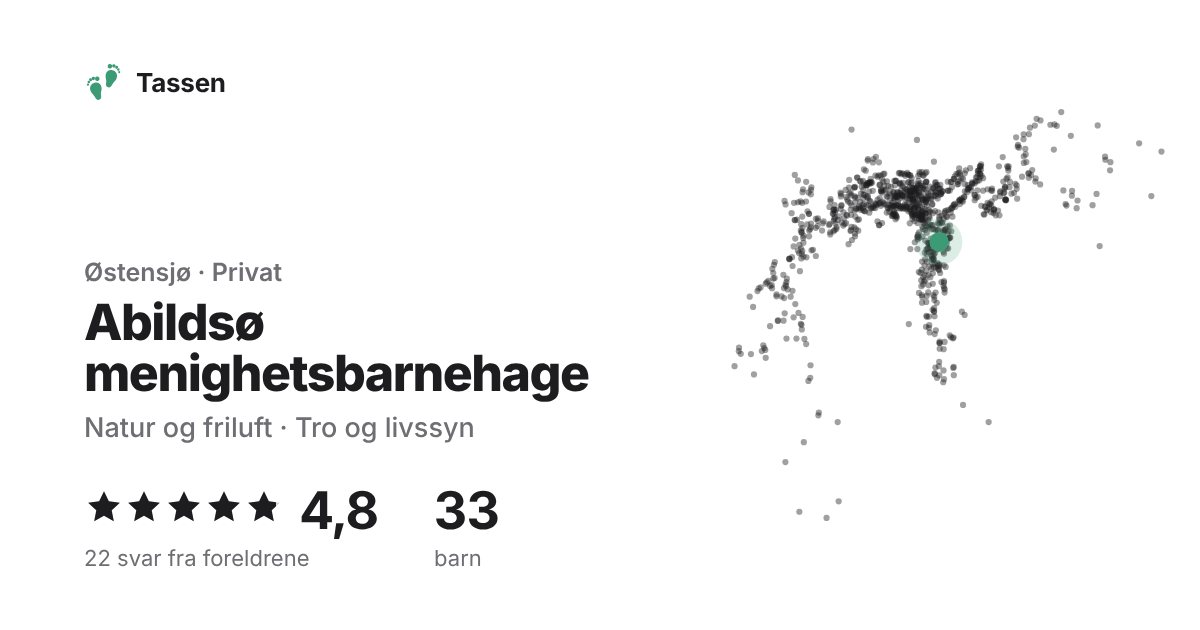 Tassen
Østensjø · Privat
Abildsø
menighetsbarnehage
Natur og friluft · Tro og livssyn
4,8
33
22 svar fra foreldrene
barn